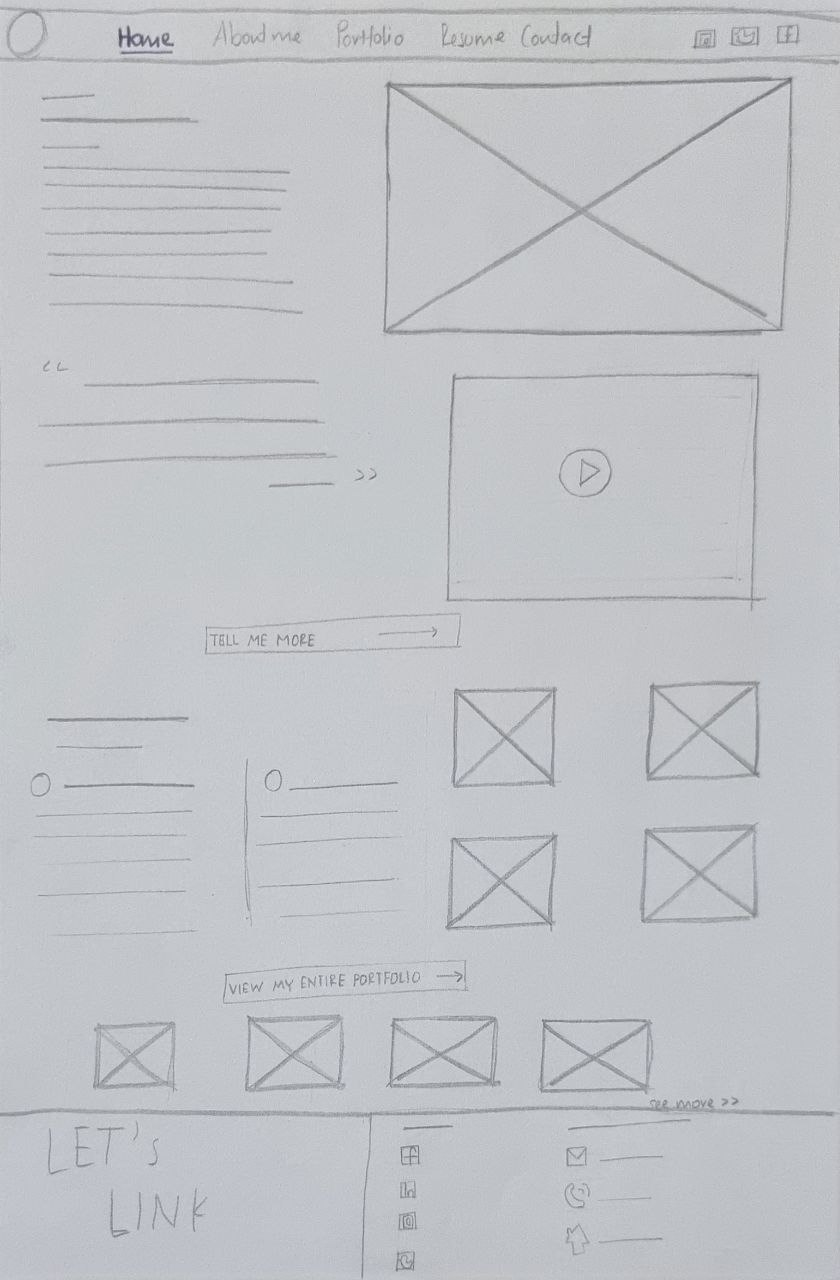 Home About me Portfolio Resume Contact
TELL ME MORE
VIEW MY ENTIRE PORTFOLIO
see more >>
LET's
LINK